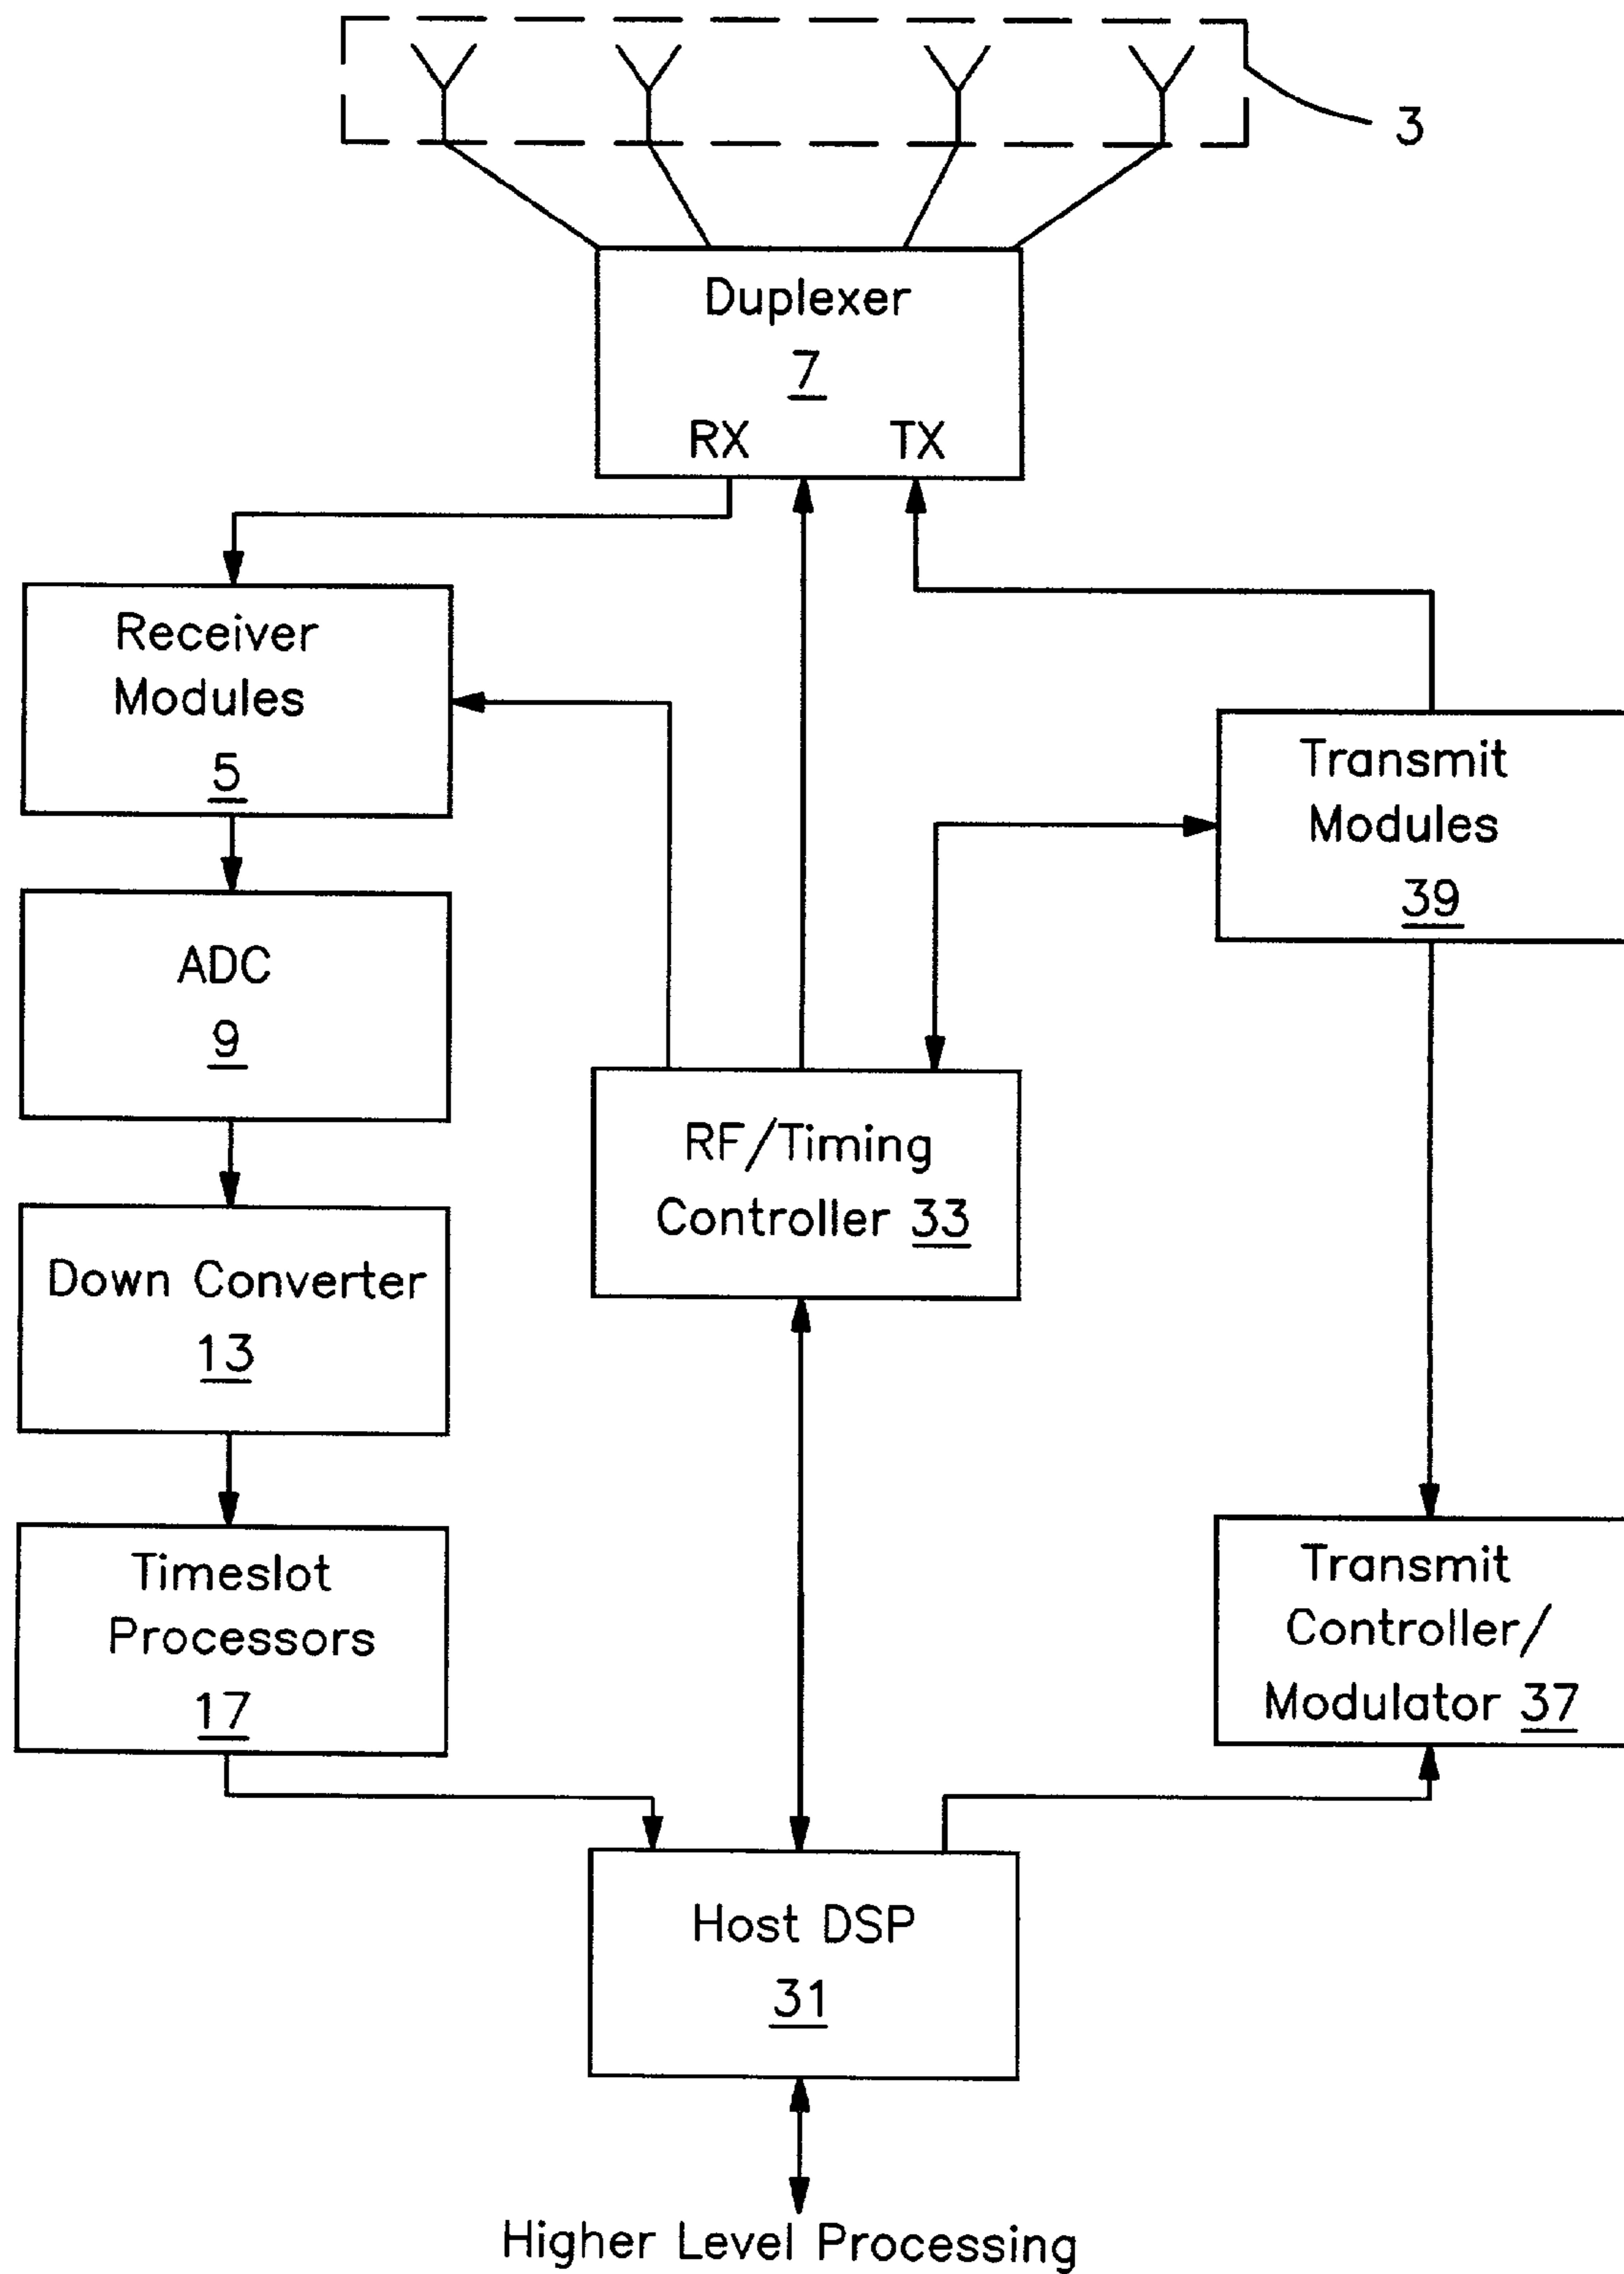 3
Duplexer
7
RX TX
Receiver
Modules
5
Transmit
Modules
39
ADC
9
RF/Timing
Controller 33
Down Converter
13
Timeslot
Processors
17
Transmit
Controller/
Modulator 37
Host DSP
31
Higher Level Processing